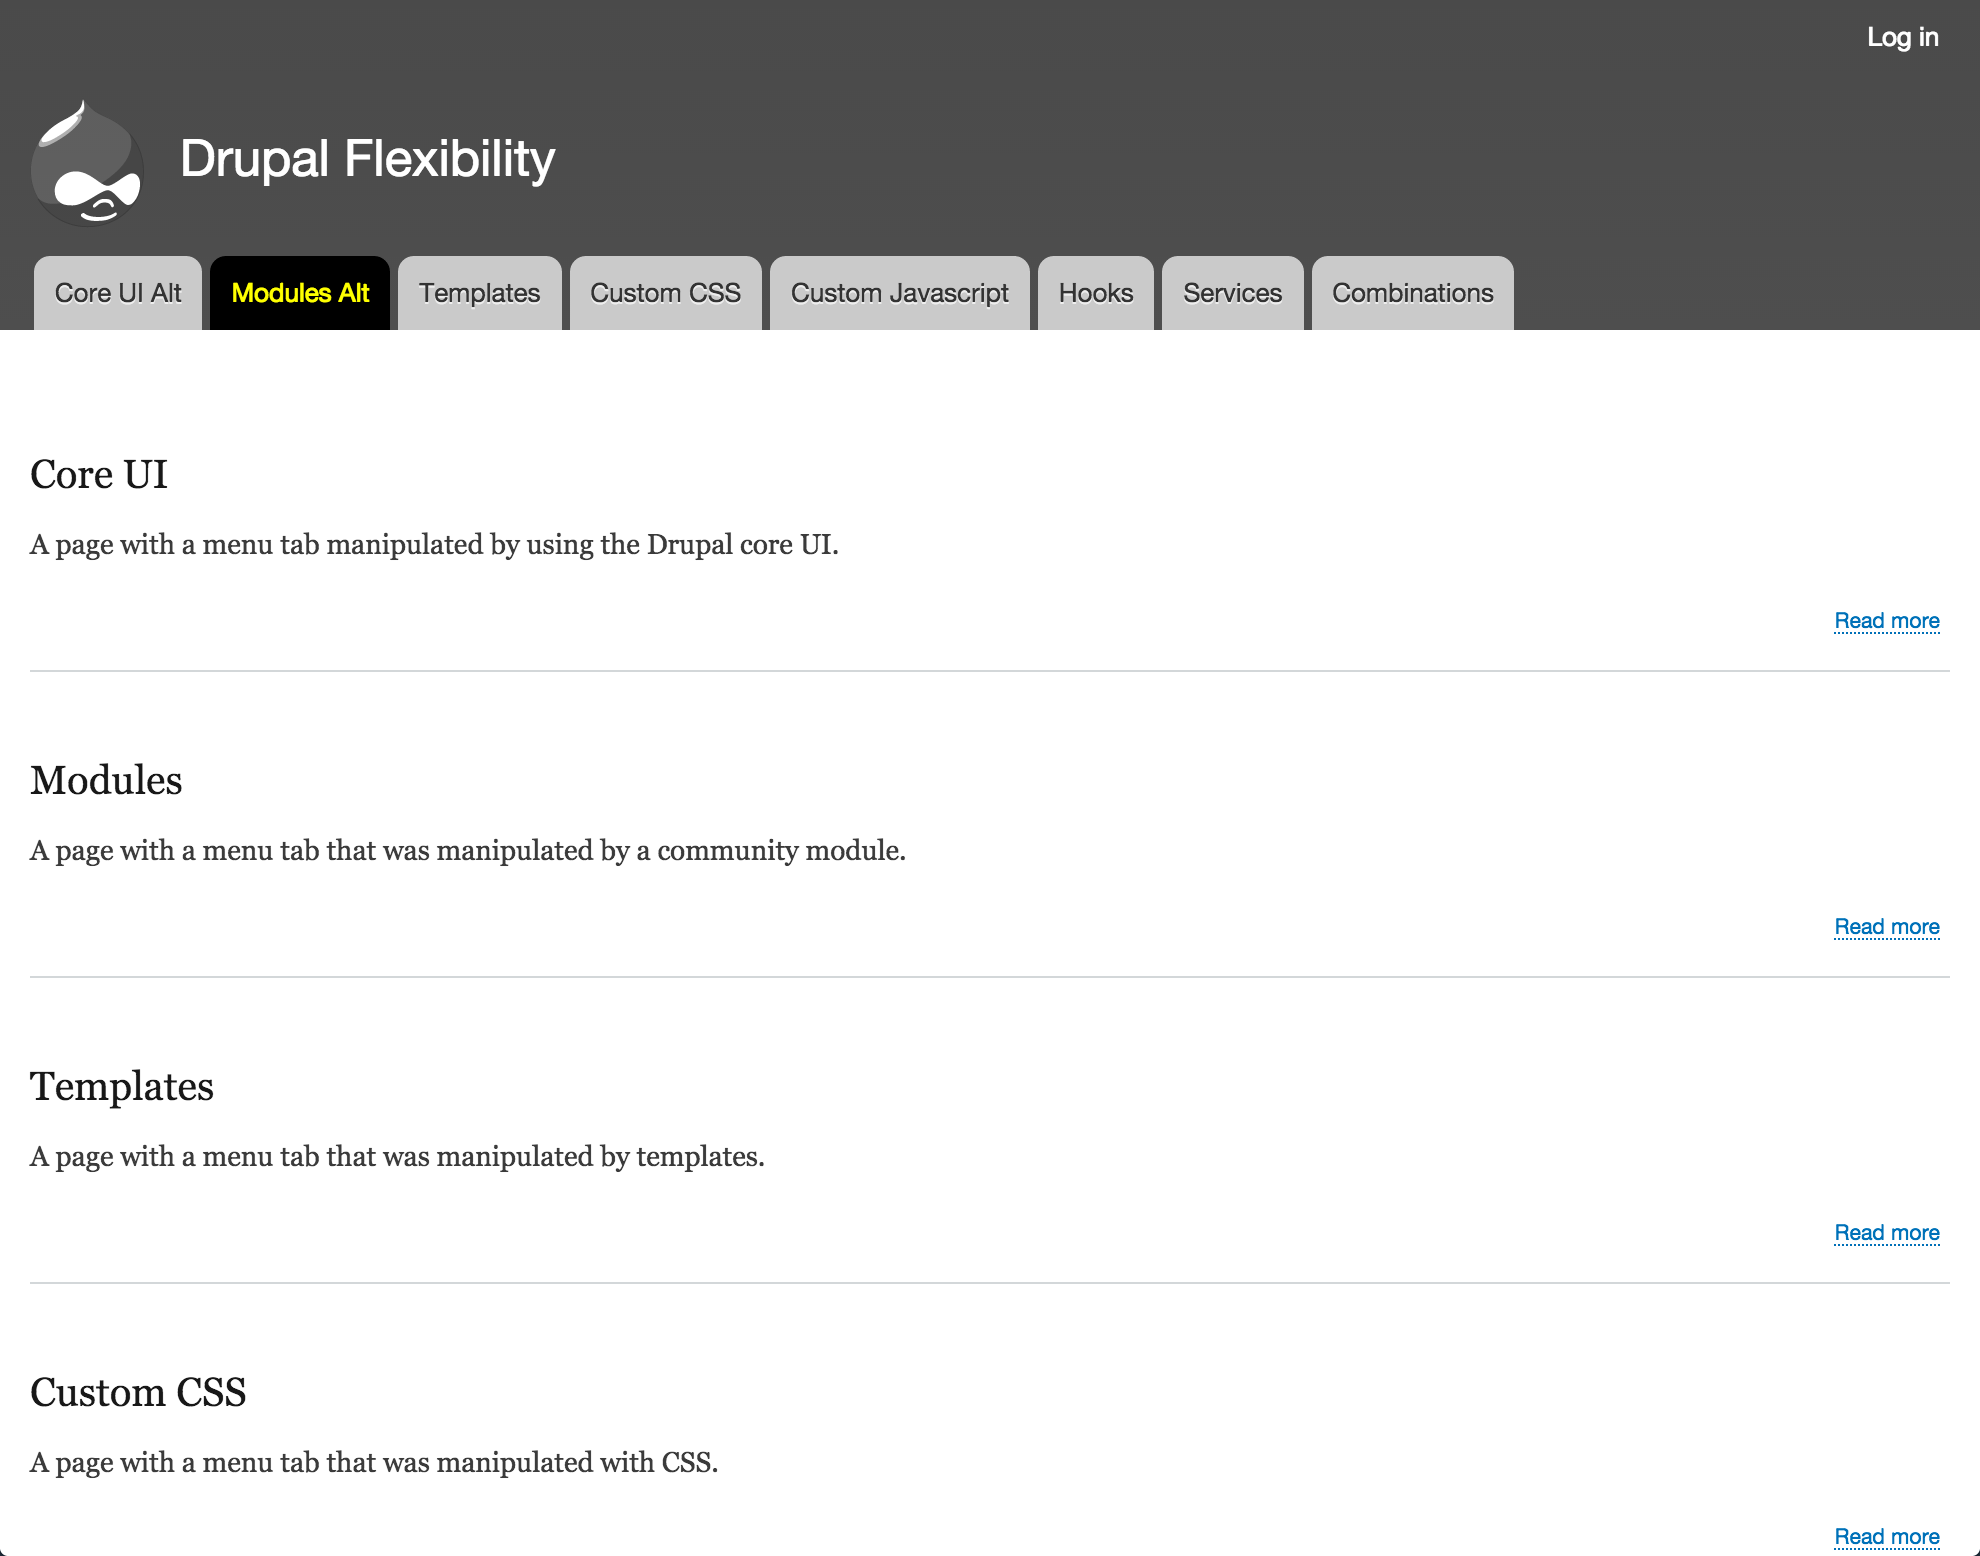 Log in
Drupal Flexibility
Core UI Alt
Modules Alt
Templates
Custom CSS
Custom Javascript
Hooks
Services
Combinations
Core UI
A page with a menu tab manipulated by using the Drupal core UI.
Read more
Modules
A page with a menu tab that was manipulated by a community module.
Read more
Templates
A page with a menu tab that was manipulated by templates.
Read more
Custom CSS
A page with a menu tab that was manipulated with CSS.
Read more